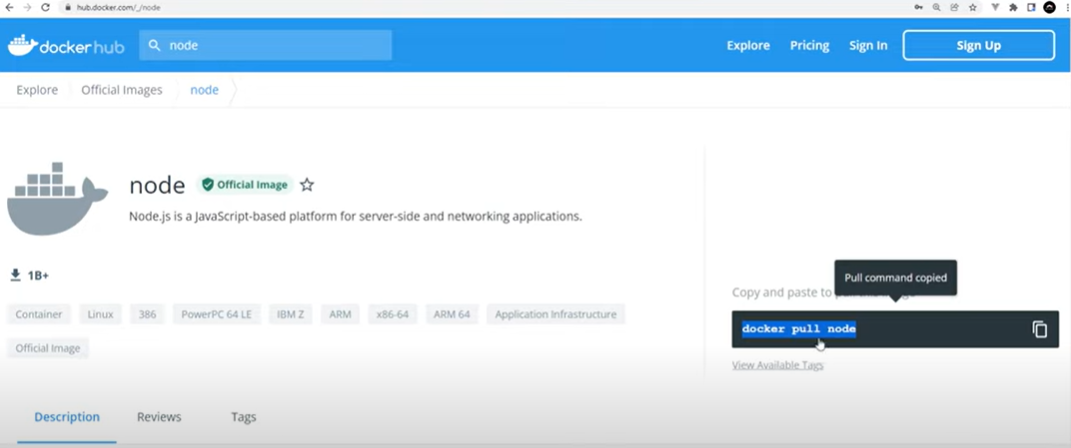 hub.docker.com/_/node
dockerhub
node
Explore
Pricing
Sign In
Sign Up
Explore
Official Images
node
node
Official Image
Node.js is a JavaScript-based platform for server-side and networking applications.
1B+
Pull command copied
Copy and paste to
Container
Linux
386
PowerPC 64 LE
IBM Z
ARM
x86-64
ARM 64
Application Infrastructure
docker pull node
Official Image
View Available Tags
Description
Reviews
Tags